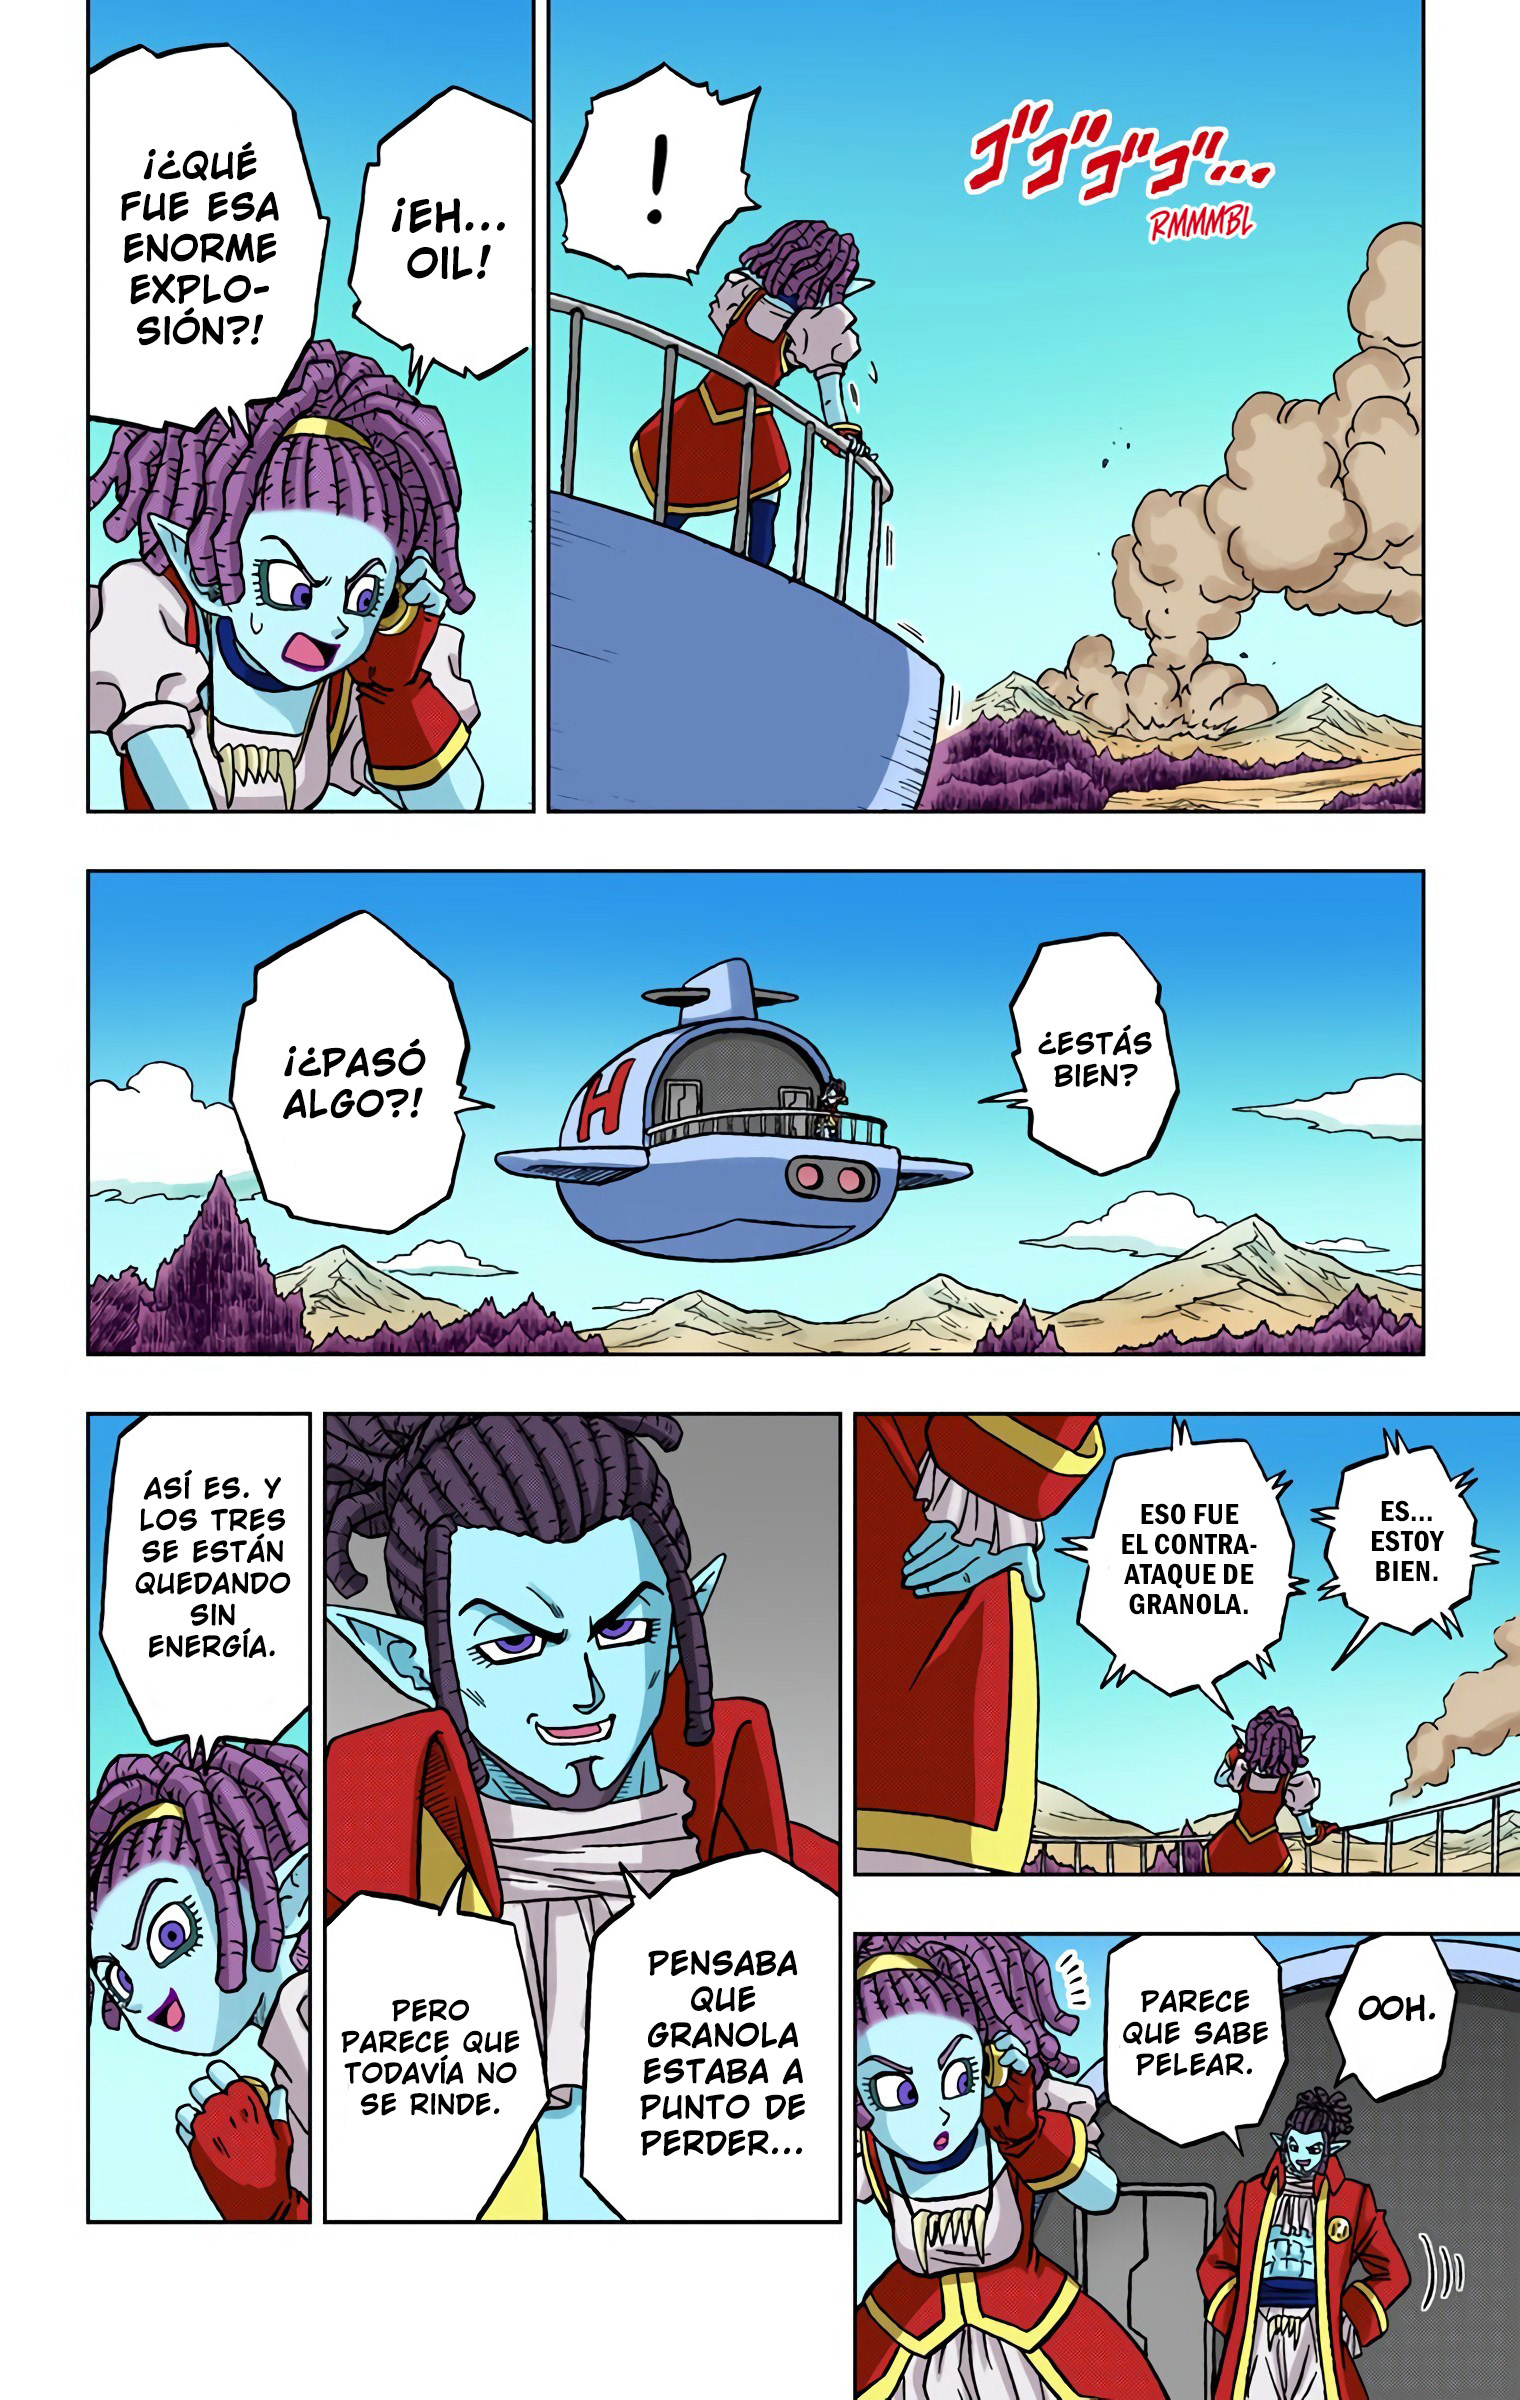 !
ゴゴゴゴ...
RMMMBL
¡EH...
OIL!
¡¿QUÉ
FUE ESA
ENORME
EXPLO-
SIÓN?!
¿ESTÁS
BIEN?
¡¿PASÓ
ALGO?!
H
ES...
ESTOY
BIEN.
ESO FUE
EL CONTRA-
ATAQUE DE
GRANOLA.
OOH.
PARECE
QUE SABE
PELEAR.
PENSABA
QUE
GRANOLA
ESTABA A
PUNTO DE
PERDER...
PERO
PARECE QUE
TODAVÍA NO
SE RINDE.
ASÍ ES. Y
LOS TRES
SE ESTÁN
QUEDANDO
SIN
ENERGÍA.